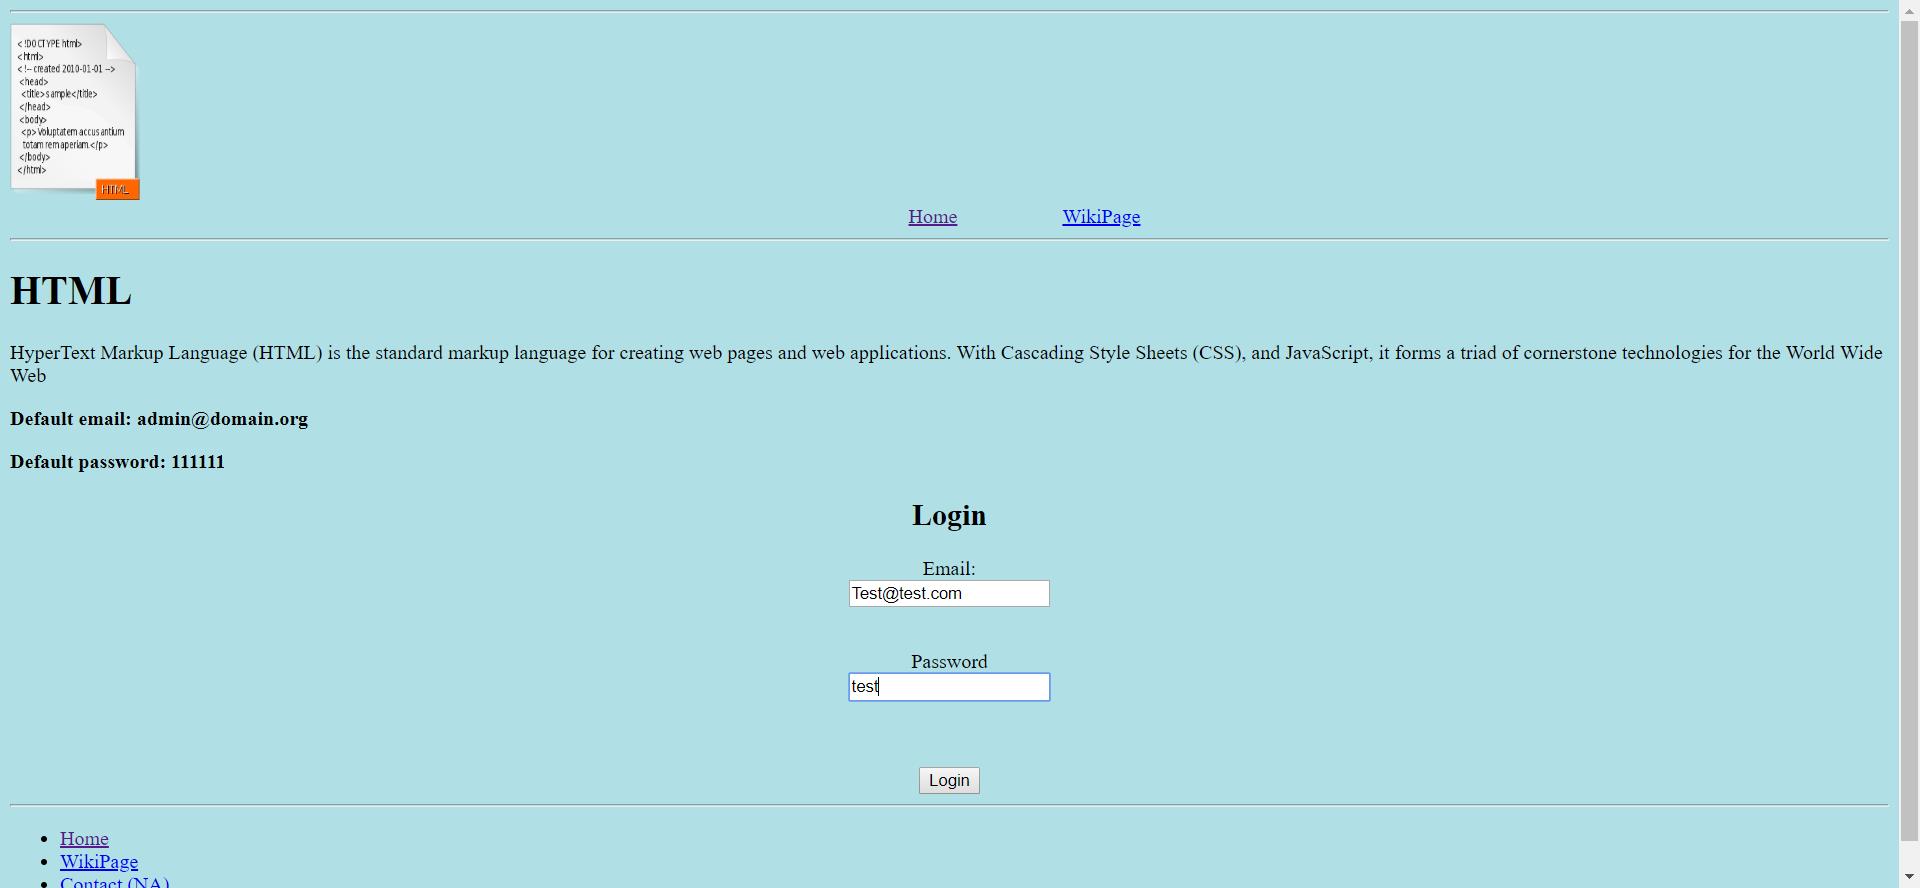 < !DOCTYPE html>
<html>
< !-- created 2010-01-01 -->
<head>
<title>sample</title>
</head>
<body>
<p> Voluptatem accusantium
totam rem aperiam.</p>
</body>
</html>
HTML
Home WikiPage
HTML
HyperText Markup Language (HTML) is the standard markup language for creating web pages and web applications. With Cascading Style Sheets (CSS), and JavaScript, it forms a triad of cornerstone technologies for the World Wide
Web
Default email: admin@domain.org
Default password: 111111
Login
Email:
Test@test.com
Password
test
Login
Home
WikiPage
Contact (NA)